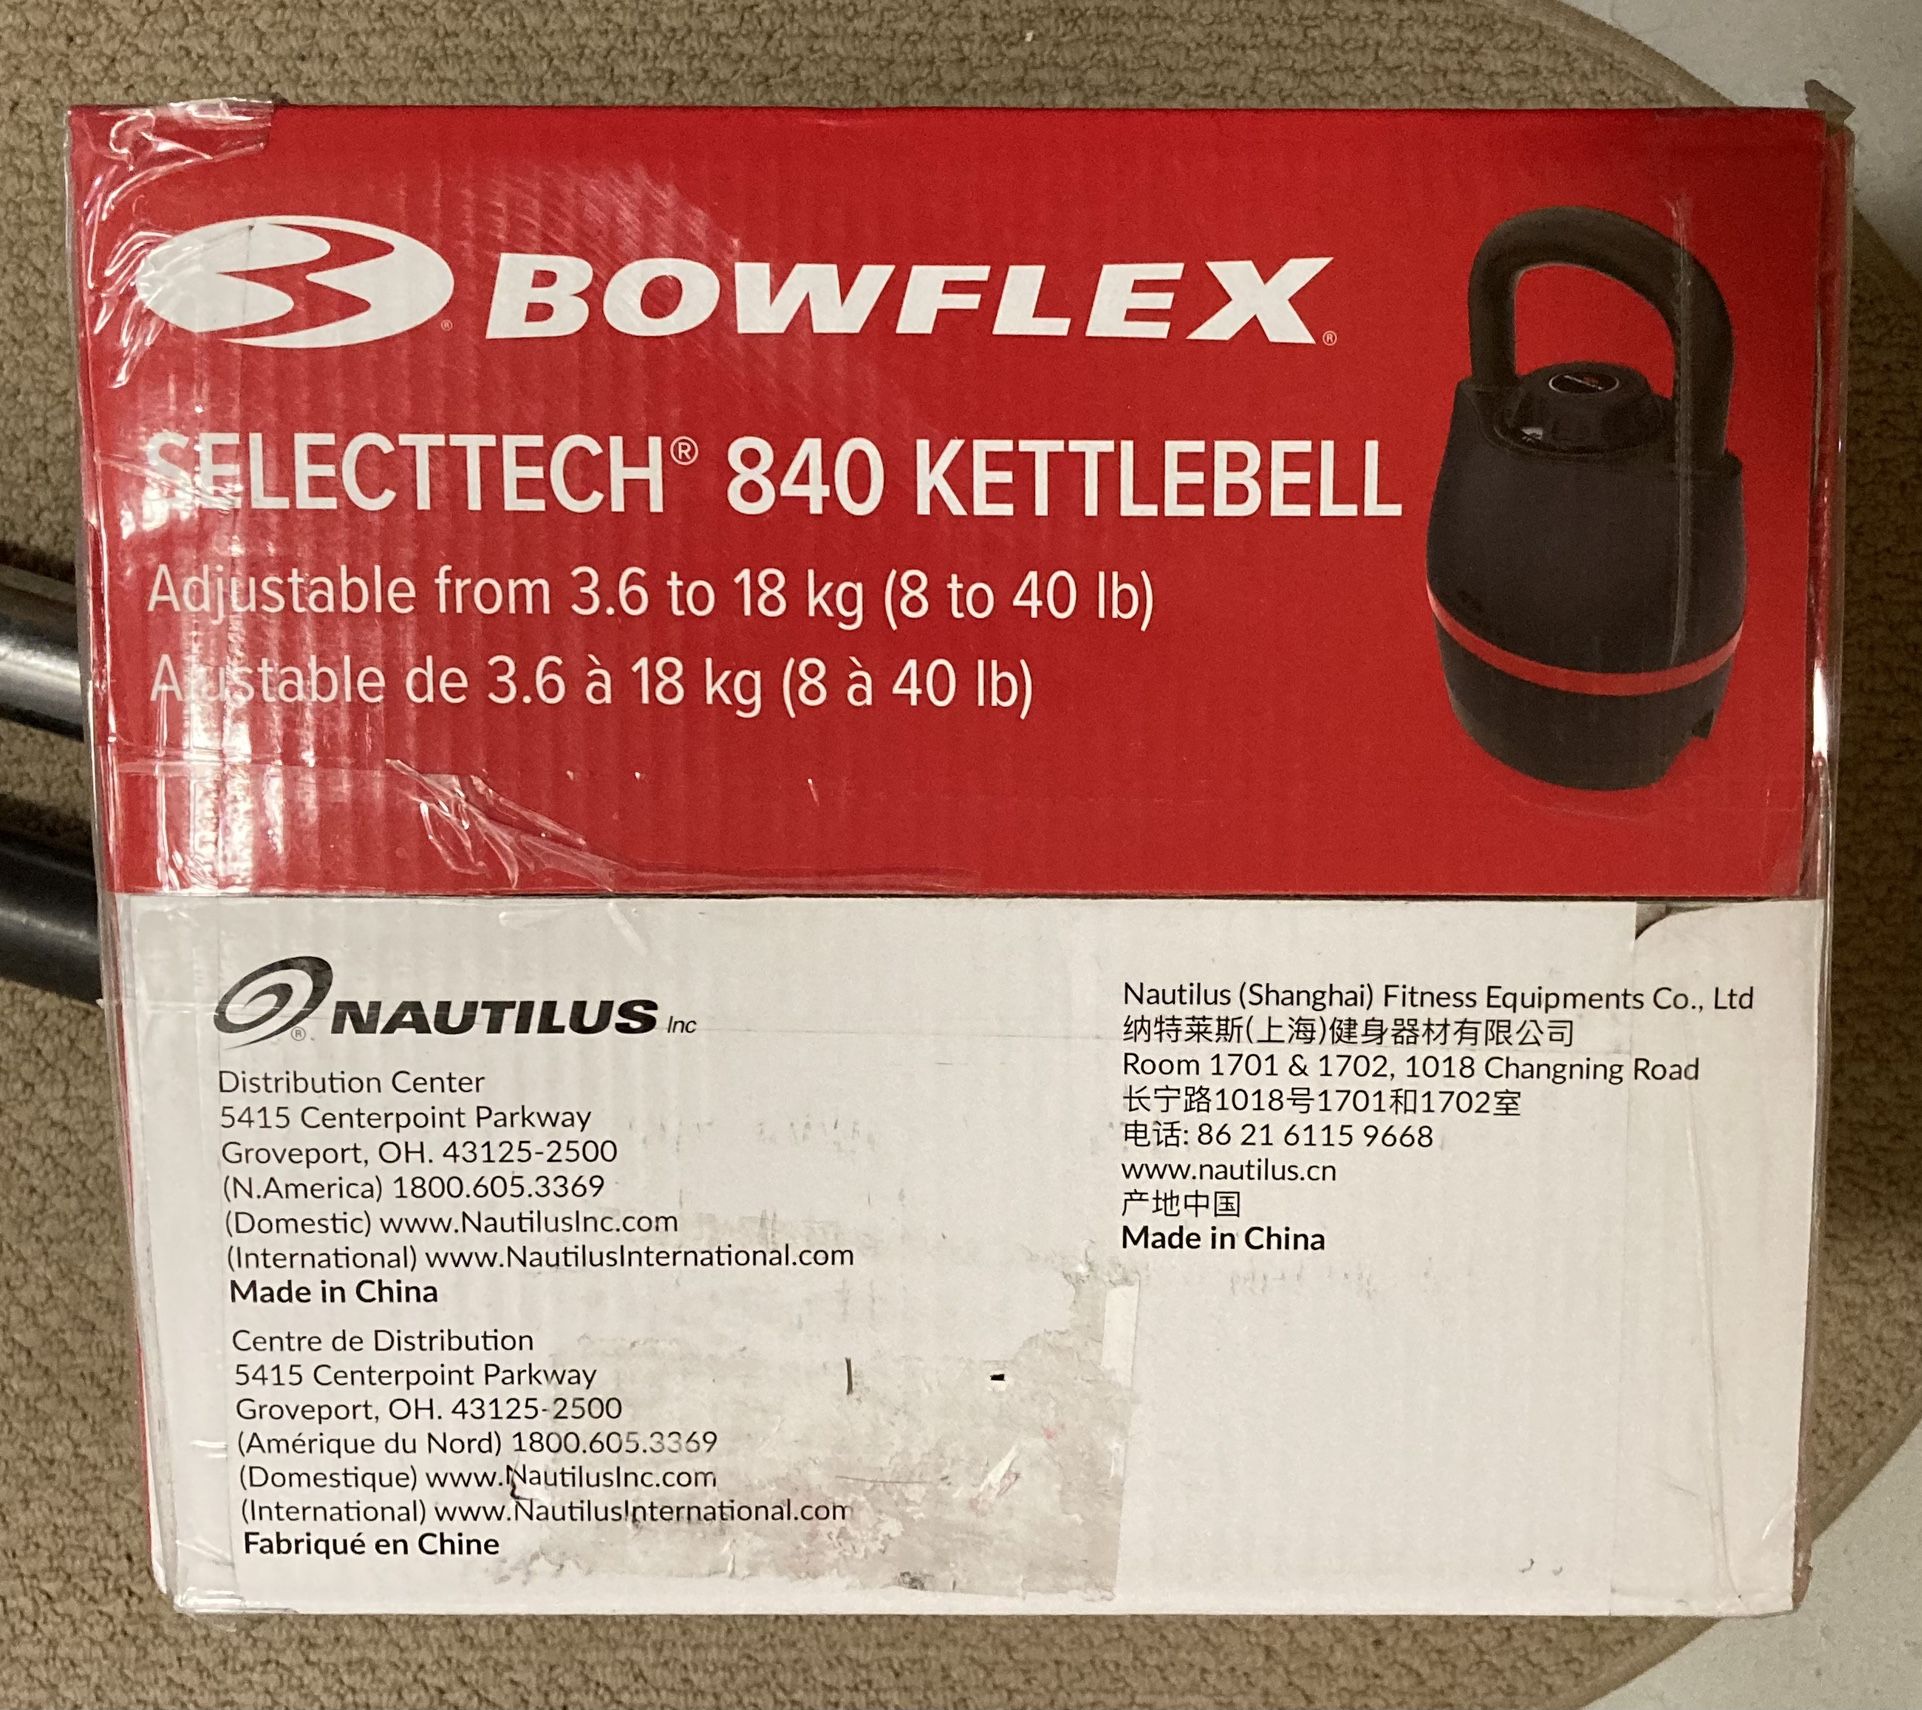 BOWFLEX®
SELECTTECH® 840 KETTLEBELL
Adjustable from 3.6 to 18 kg (8 to 40 lb)
Ajustable de 3.6 à 18 kg (8 à 40 lb)
NAUTILUS Inc
Distribution Center
5415 Centerpoint Parkway
Groveport, OH. 43125-2500
(N.America) 1800.605.3369
(Domestic) www.NautilusInc.com
(International) www.NautilusInternational.com
Made in China
Centre de Distribution
5415 Centerpoint Parkway
Groveport, OH. 43125-2500
(Amérique du Nord) 1800.605.3369
(Domestique) www.NautilusInc.com
(International) www.NautilusInternational.com
Fabriqué en Chine
Nautilus (Shanghai) Fitness Equipments Co., Ltd
纳特莱斯(上海)健身器材有限公司
Room 1701 & 1702, 1018 Changning Road
长宁路1018号1701和1702室
电话: 86 21 6115 9668
www.nautilus.cn
产地中国
Made in China